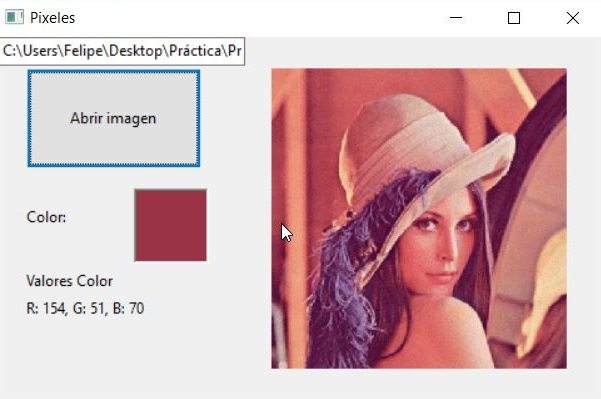 Pixeles
C:\Users\Felipe\Desktop\Práctica\Pr
Abrir imagen
Color:
Valores Color
R: 154, G: 51, B: 70